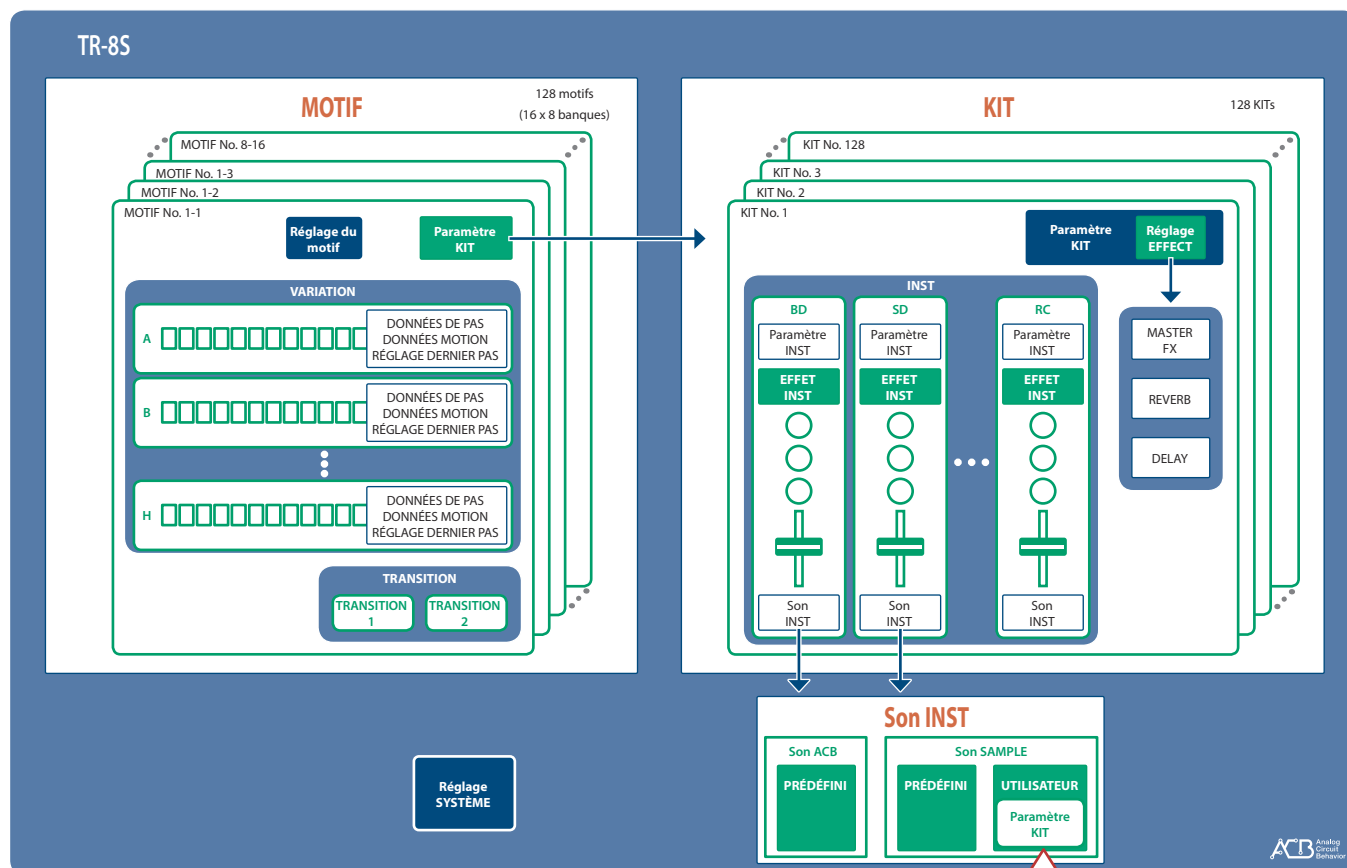 TR-8S
MOTIF
128 motifs
(16 x 8 banques)
MOTIF No. 8-16
MOTIF No. 1-3
MOTIF No. 1-2
MOTIF No. 1-1
Réglage du
motif
Paramètre
KIT
VARIATION
A
DONNÉES DE PAS
DONNÉES MOTION
RÉGLAGE DERNIER PAS
B
DONNÉES DE PAS
DONNÉES MOTION
RÉGLAGE DERNIER PAS
H
DONNÉES DE PAS
DONNÉES MOTION
RÉGLAGE DERNIER PAS
TRANSITION
TRANSITION
1
TRANSITION
2
KIT
128 KITs
KIT No. 128
KIT No. 3
KIT No. 2
KIT No. 1
Paramètre
KIT
Réglage
EFFECT
INST
BD
Paramètre
INST
EFFET
INST
Son
INST
SD
Paramètre
INST
EFFET
INST
Son
INST
RC
Paramètre
INST
EFFET
INST
Son
INST
MASTER
FX
REVERB
DELAY
Son INST
Son ACB
PRÉDÉFINI
Son SAMPLE
PRÉDÉFINI
UTILISATEUR
Paramètre
KIT
Réglage
SYSTÈME
ACB
Analog
Circuit
Behavior